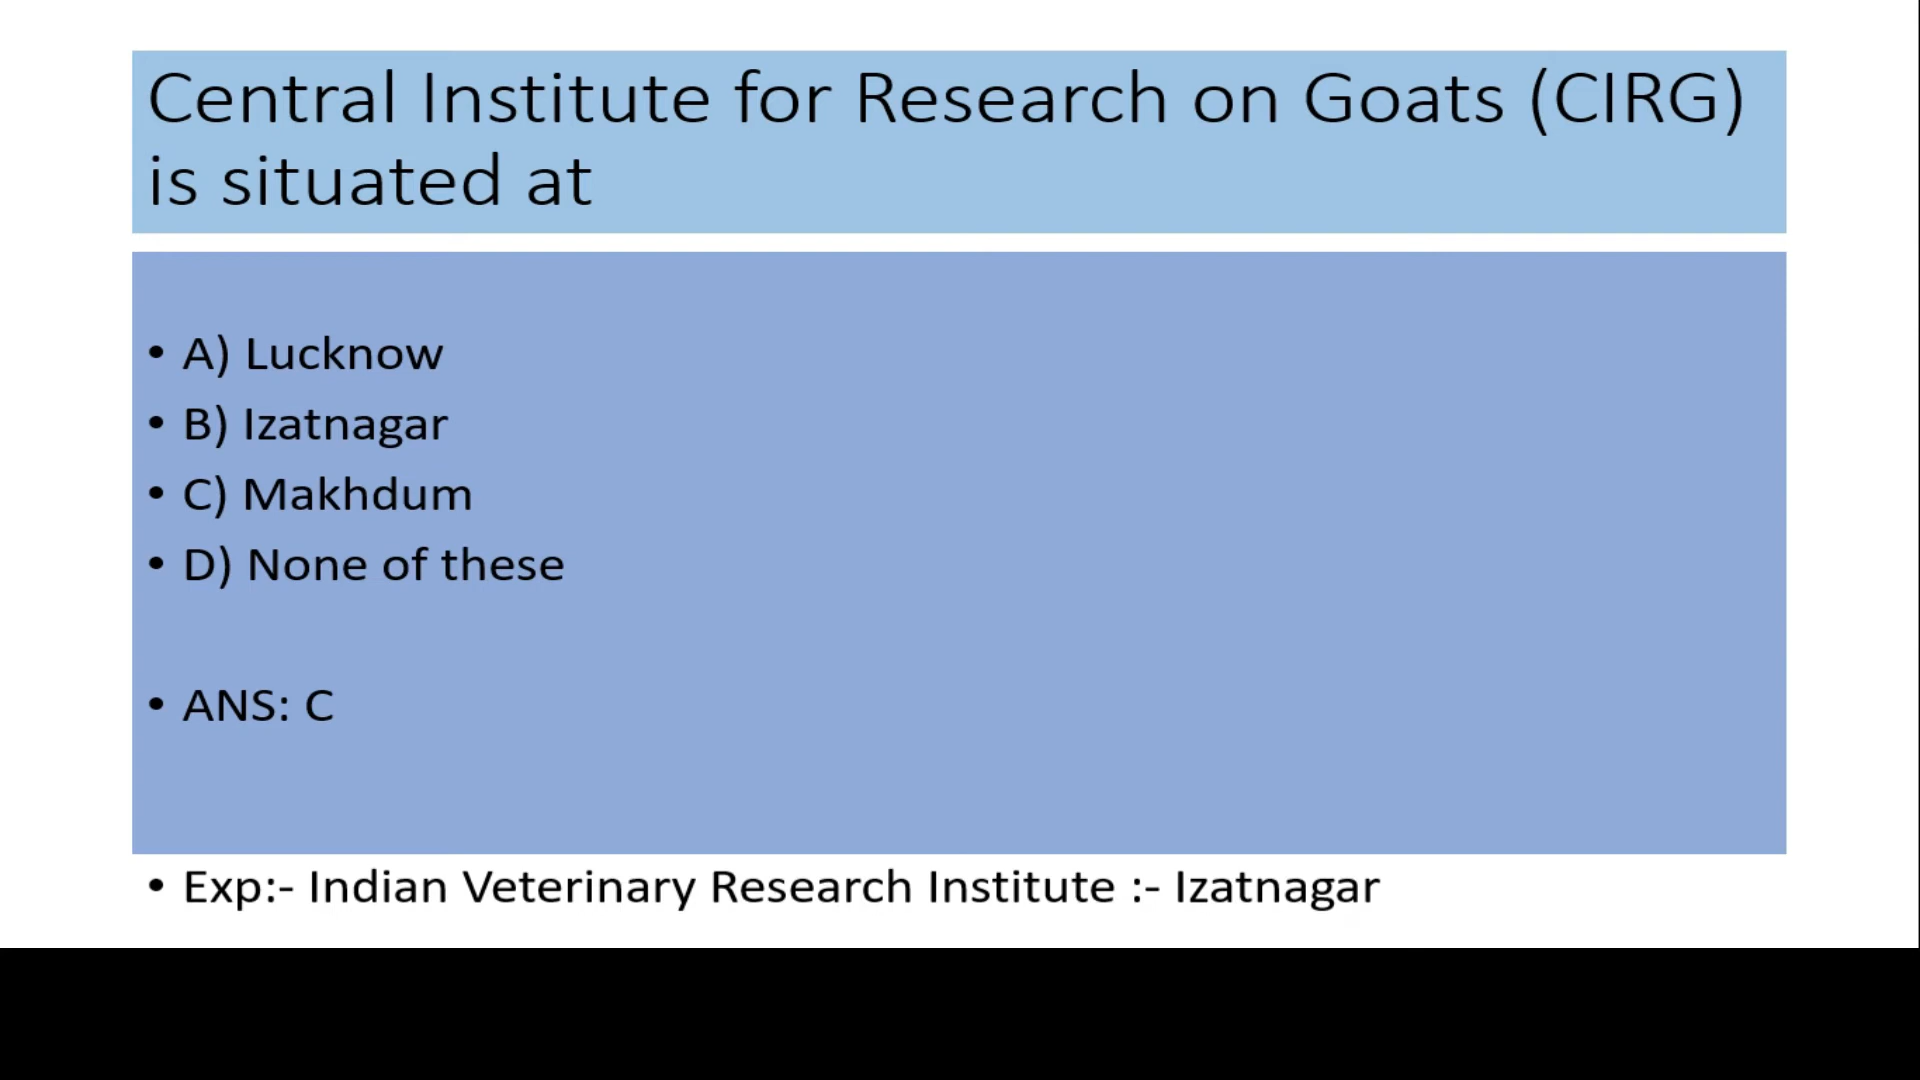 Central Institute for Research on Goats (CIRG)
is situated at
• A) Lucknow
• B) Izatnagar
• C) Makhdum
• D) None of these
• ANS: C
• Exp:- Indian Veterinary Research Institute :- Izatnagar